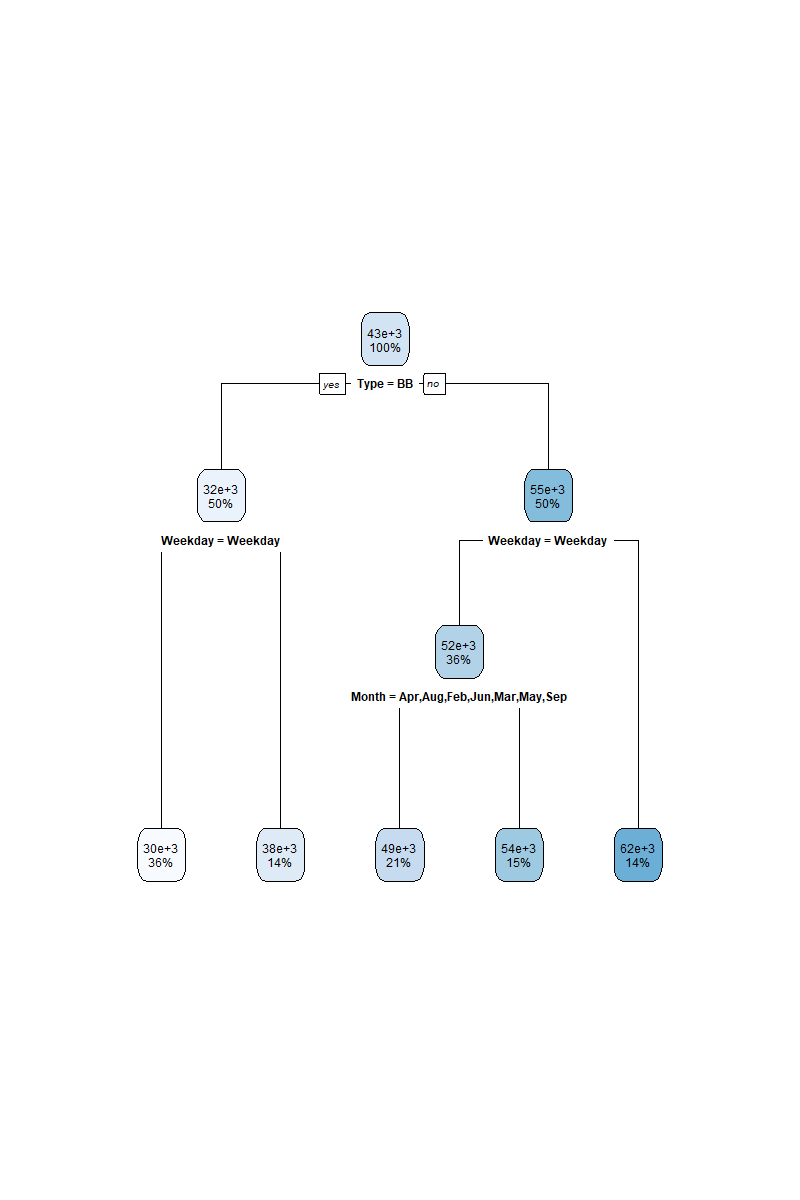 43e+3
100%
yes
Type = BB
no
32e+3
50%
55e+3
50%
Weekday = Weekday
Weekday = Weekday
52e+3
36%
Month = Apr,Aug,Feb,Jun,Mar,May,Sep
30e+3
36%
38e+3
14%
49e+3
21%
54e+3
15%
62e+3
14%